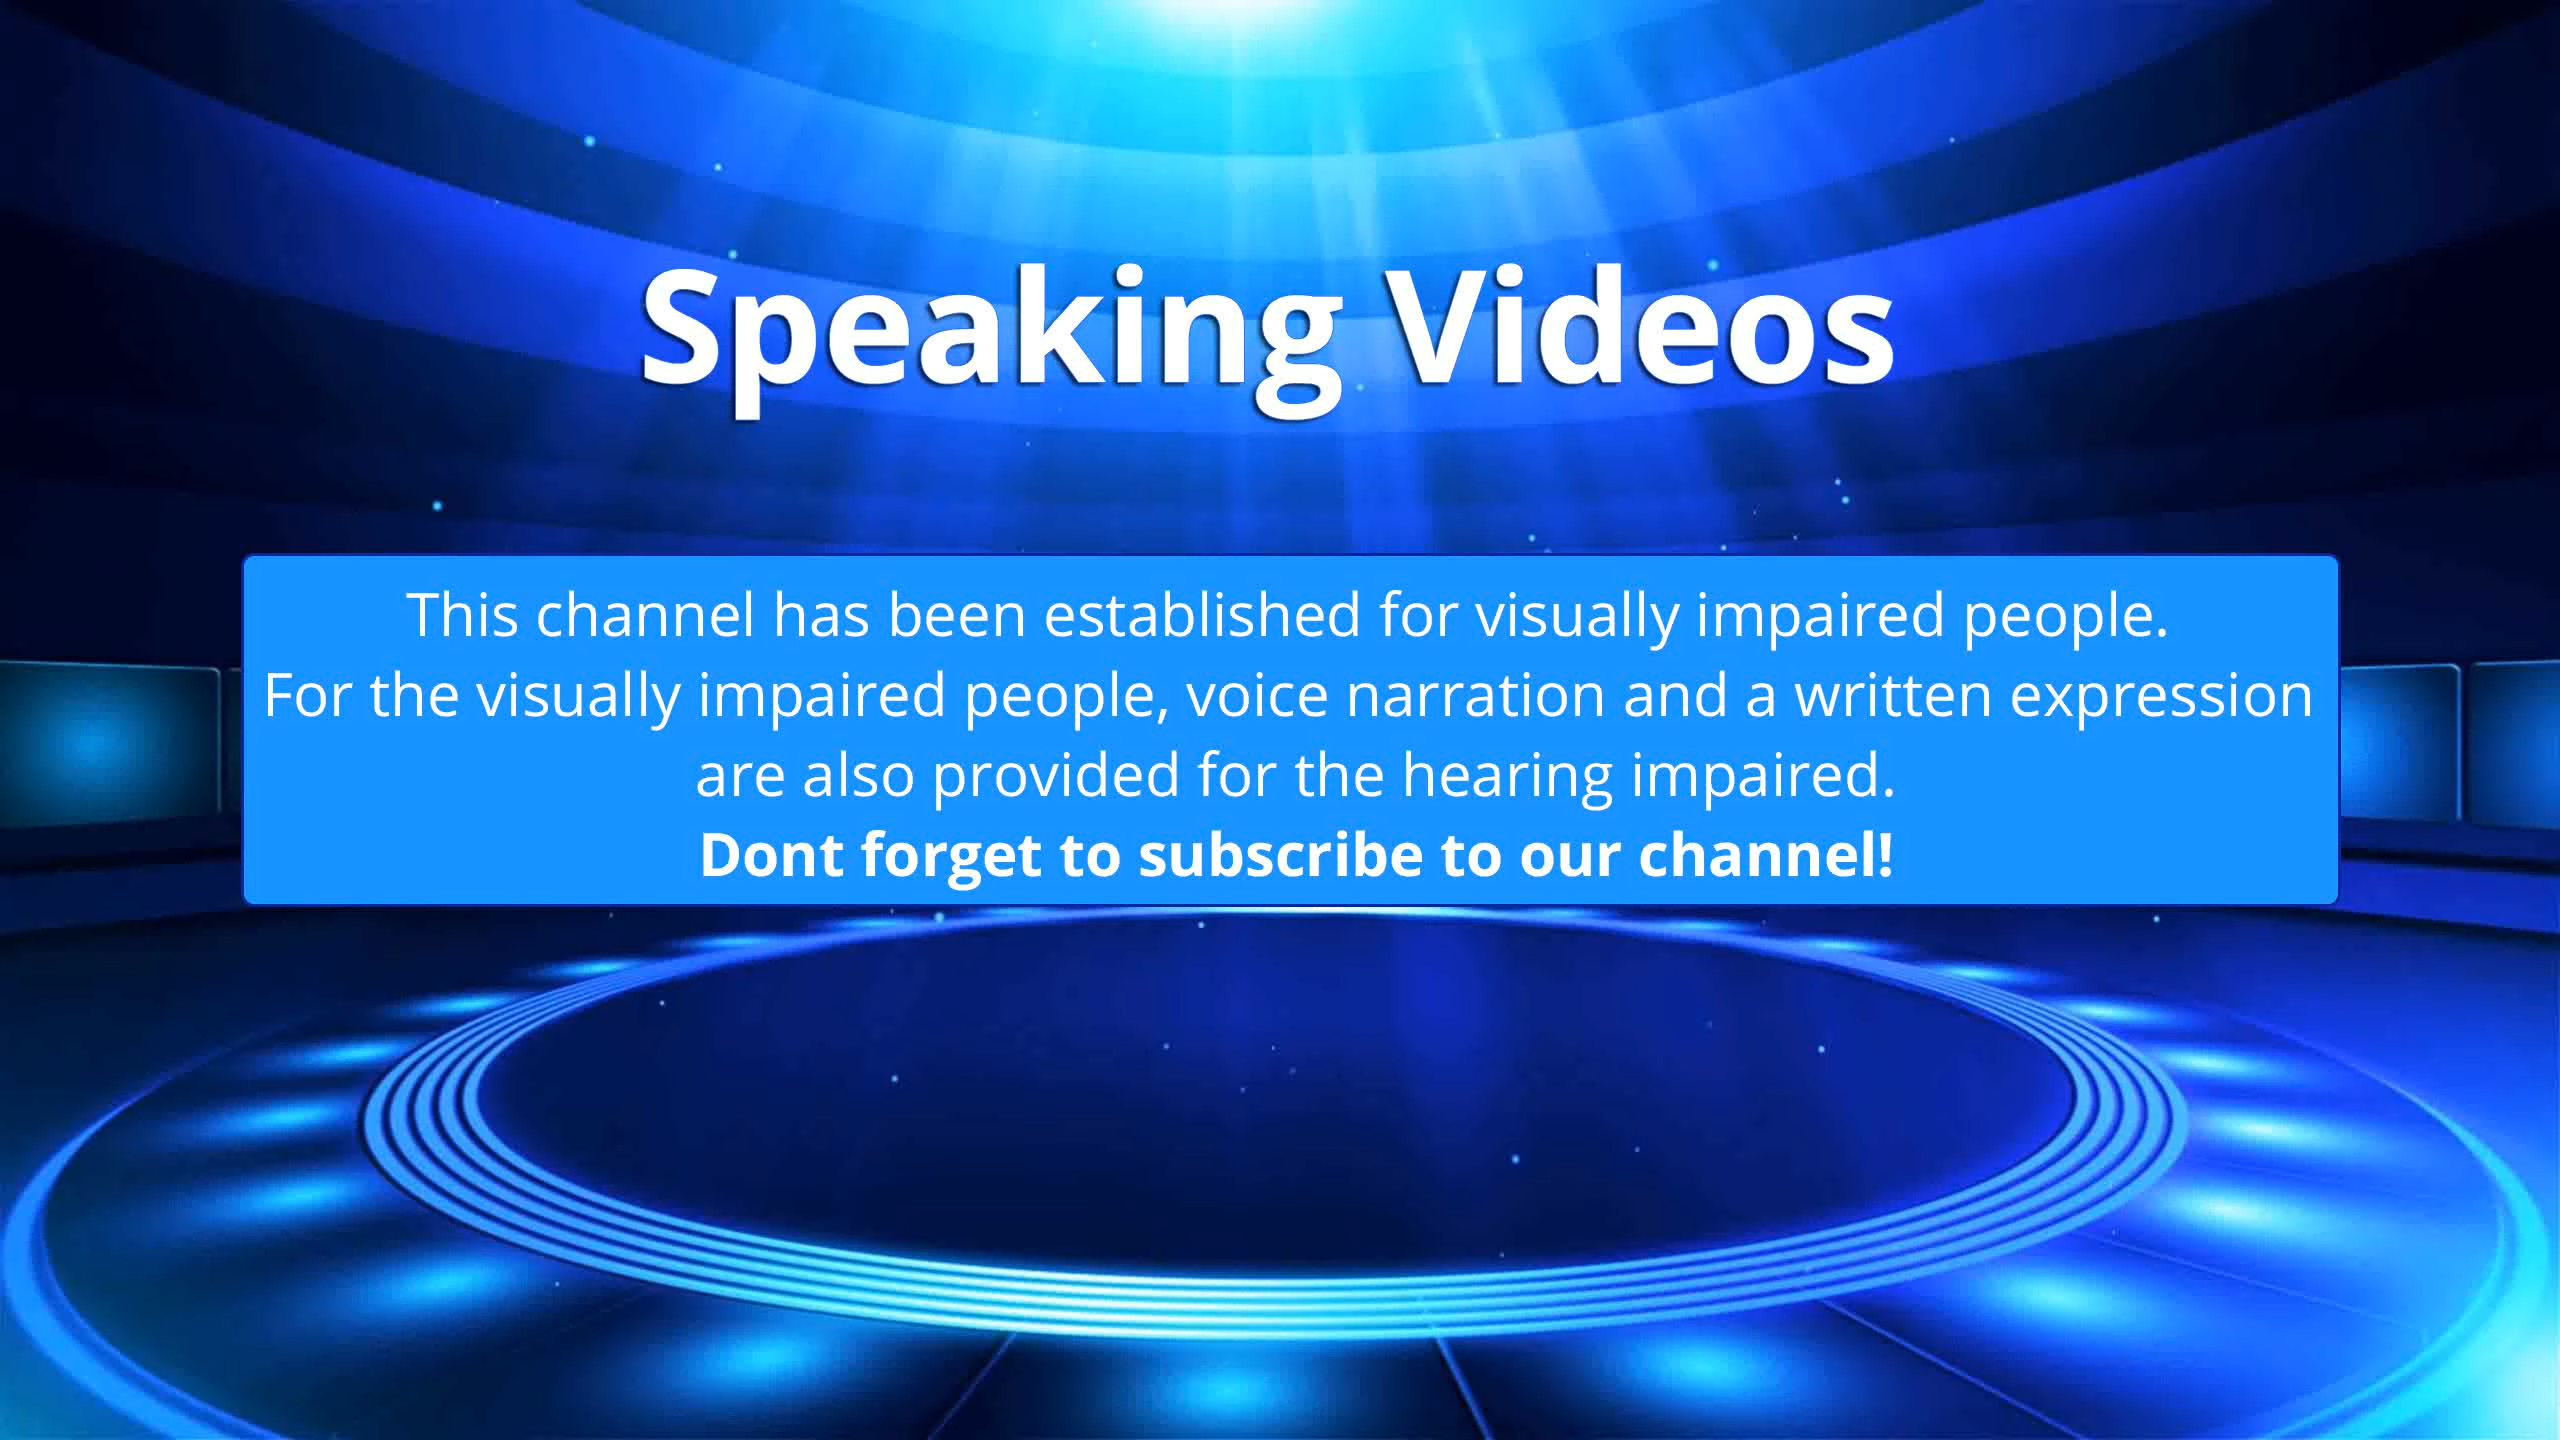 Speaking Videos
This channel has been established for visually impaired people.
For the visually impaired people, voice narration and a written expression
are also provided for the hearing impaired.
Dont forget to subscribe to our channel!